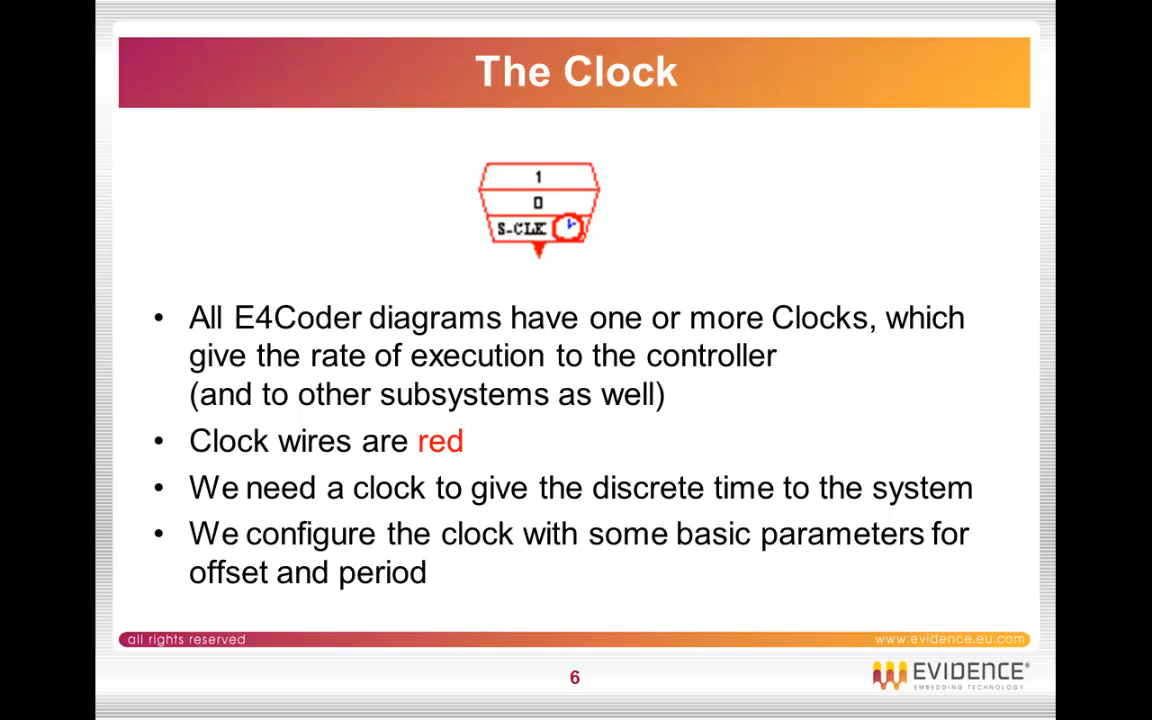 The Clock
1
0
S-CLK
• All E4Coder diagrams have one or more Clocks, which
give the rate of execution to the controller
(and to other subsystems as well)
• Clock wires are red
• We need a clock to give the discrete time to the system
• We configure the clock with some basic parameters for
offset and period
all rights reserved
www.evidence.eu.com
6
EVIDENCE®
EMBEDDING TECHNOLOGY